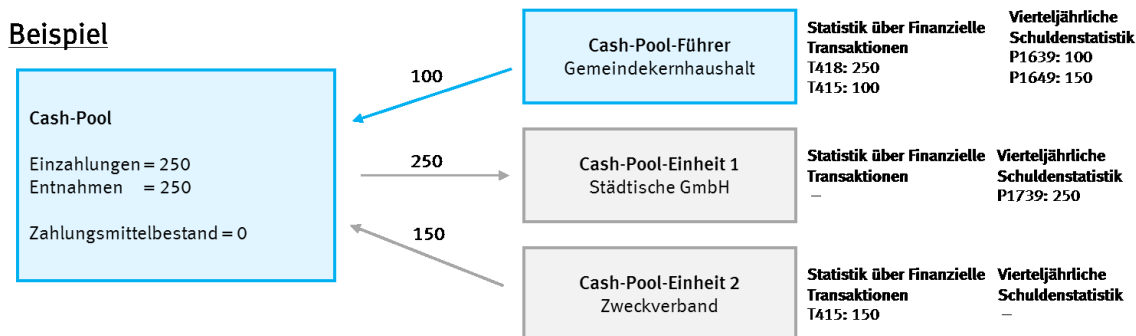 Beispiel
Cash-Pool
Einzahlungen = 250
Entnahmen = 250
Zahlungsmittelbestand = 0
100
250
150
Cash-Pool-Führer
Gemeindekernhaushalt
Statistik über Finanzielle
Transaktionen
T418: 250
T415: 100
Vierteljährliche
Schuldenstatistik
P1639: 100
P1649: 150
Cash-Pool-Einheit 1
Städtische GmbH
Statistik über Finanzielle
Transaktionen
–
Vierteljährliche
Schuldenstatistik
P1739: 250
Cash-Pool-Einheit 2
Zweckverband
Statistik über Finanzielle
Transaktionen
T415: 150
Vierteljährliche
Schuldenstatistik
–